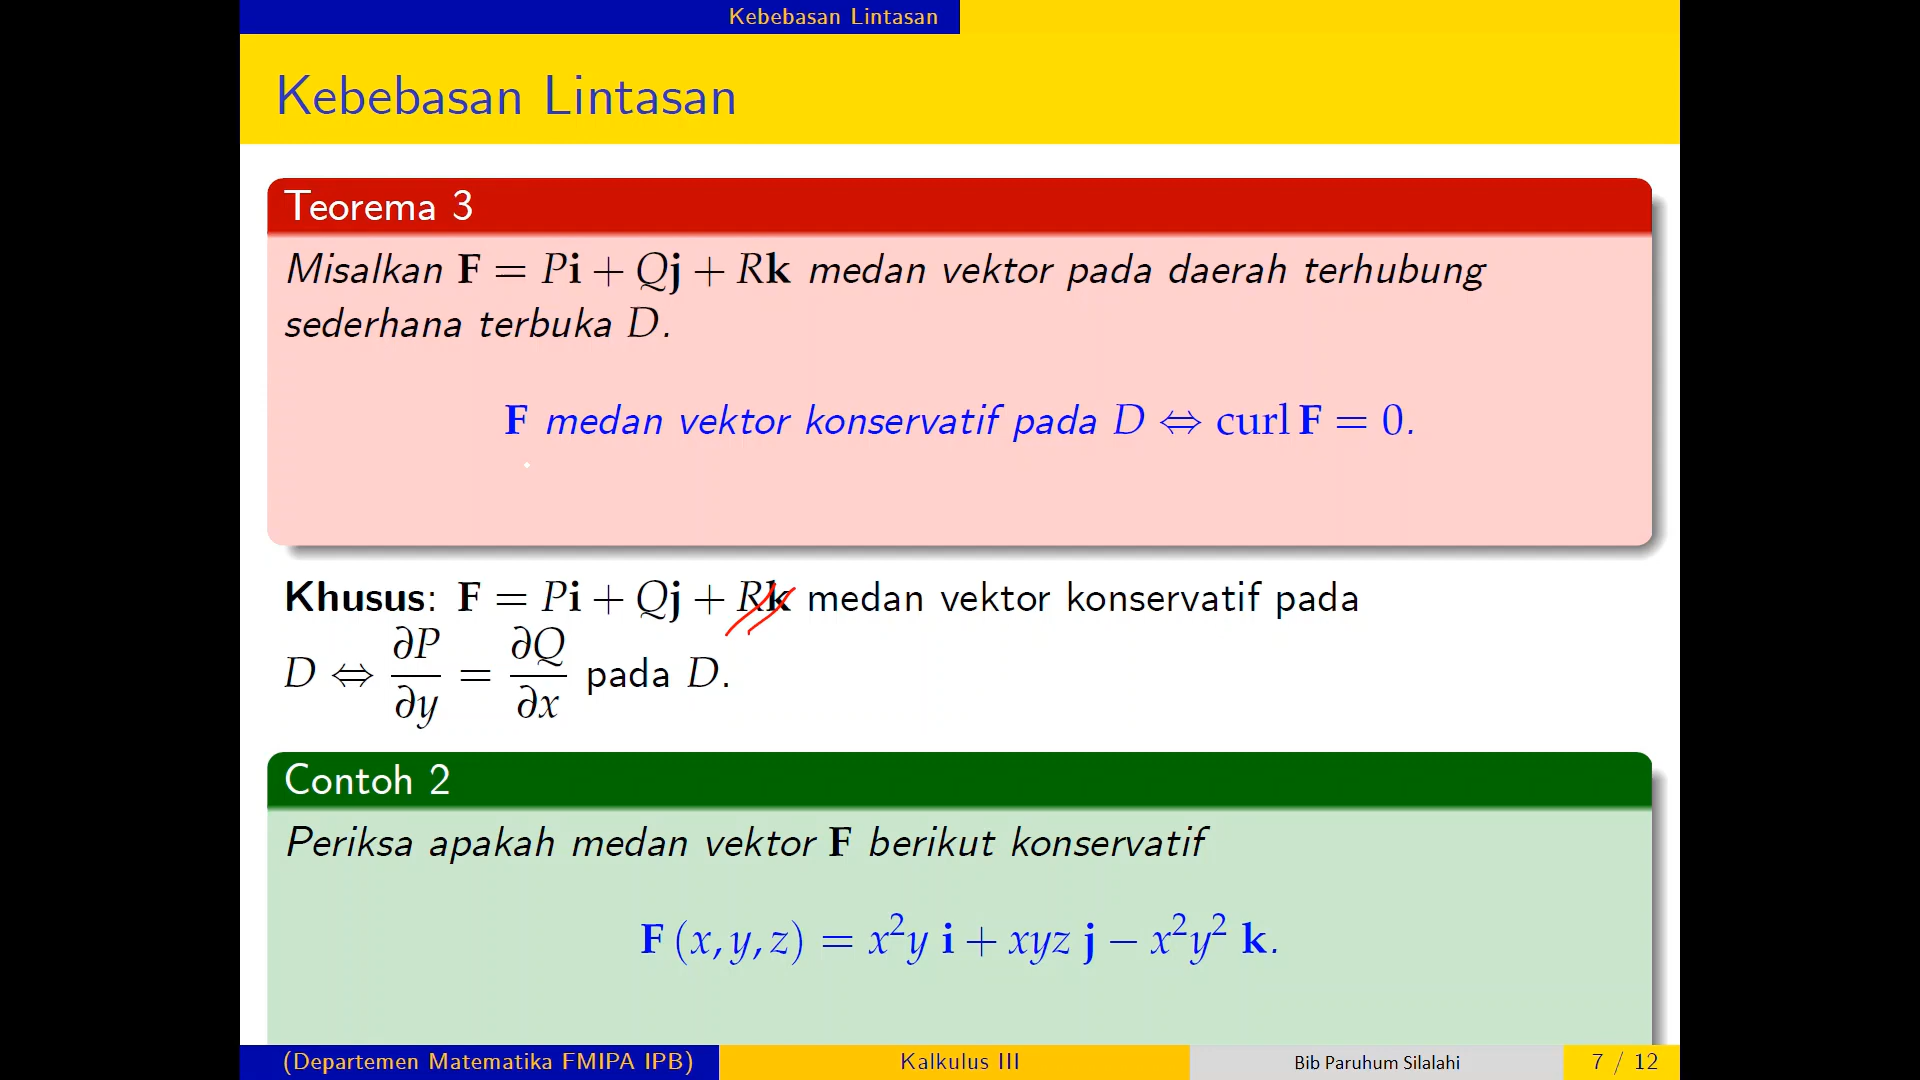 Kebebasan Lintasan
Kebebasan Lintasan
Teorema 3
Misalkan F = Pi + Qj + Rk medan vektor pada daerah terhubung
sederhana terbuka D.
F medan vektor konservatif pada D ⇔ curl F = 0.
Khusus: F = Pi + Qj + Rk medan vektor konservatif pada
D ⇔ ∂P/∂y = ∂Q/∂x pada D.
Contoh 2
Periksa apakah medan vektor F berikut konservatif
F (x, y, z) = x²y i + xyz j − x²y² k.
(Departemen Matematika FMIPA IPB) Kalkulus III Bib Paruhum Silalahi 7 / 12